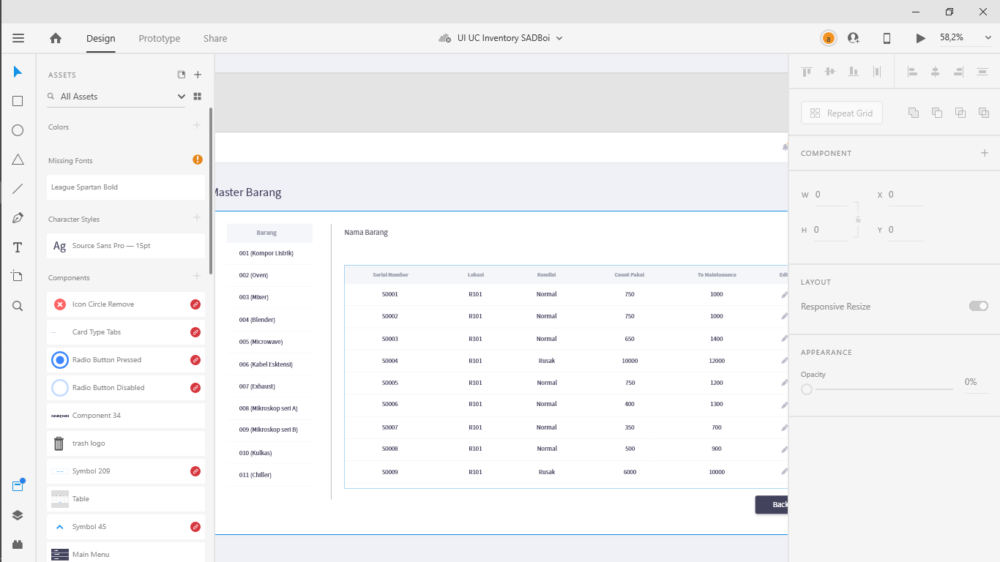 Design
Prototype
Share
UI UC Inventory SADBoi
a
58,2%
ASSETS
All Assets
Colors
Missing Fonts
League Spartan Bold
Character Styles
Ag Source Sans Pro — 15pt
Components
Icon Circle Remove
Card Type Tabs
Radio Button Pressed
Radio Button Disabled
Component 34
trash logo
Symbol 209
Table
Symbol 45
Main Menu
Master Barang
Barang
001 (Kompor Listrik)
002 (Oven)
003 (Mixer)
004 (Blender)
005 (Microwave)
006 (Kabel Esktensi)
007 (Exhaust)
008 (Mikroskop seri A)
009 (Mikroskop seri B)
010 (Kulkas)
011 (Chiller)
Nama Barang
Serial Number Lokasi Kondisi Count Pakai To Maintenance Edi
S0001 R101 Normal 750 1000
S0002 R101 Normal 750 1000
S0003 R101 Normal 650 1400
S0004 R101 Rusak 10000 12000
S0005 R101 Normal 750 1200
S0006 R101 Normal 400 1300
S0007 R101 Normal 350 700
S0008 R101 Normal 500 900
S0009 R101 Rusak 6000 10000
Back
Repeat Grid
COMPONENT
W 0 X 0
H 0 Y 0
LAYOUT
Responsive Resize
APPEARANCE
Opacity
0%